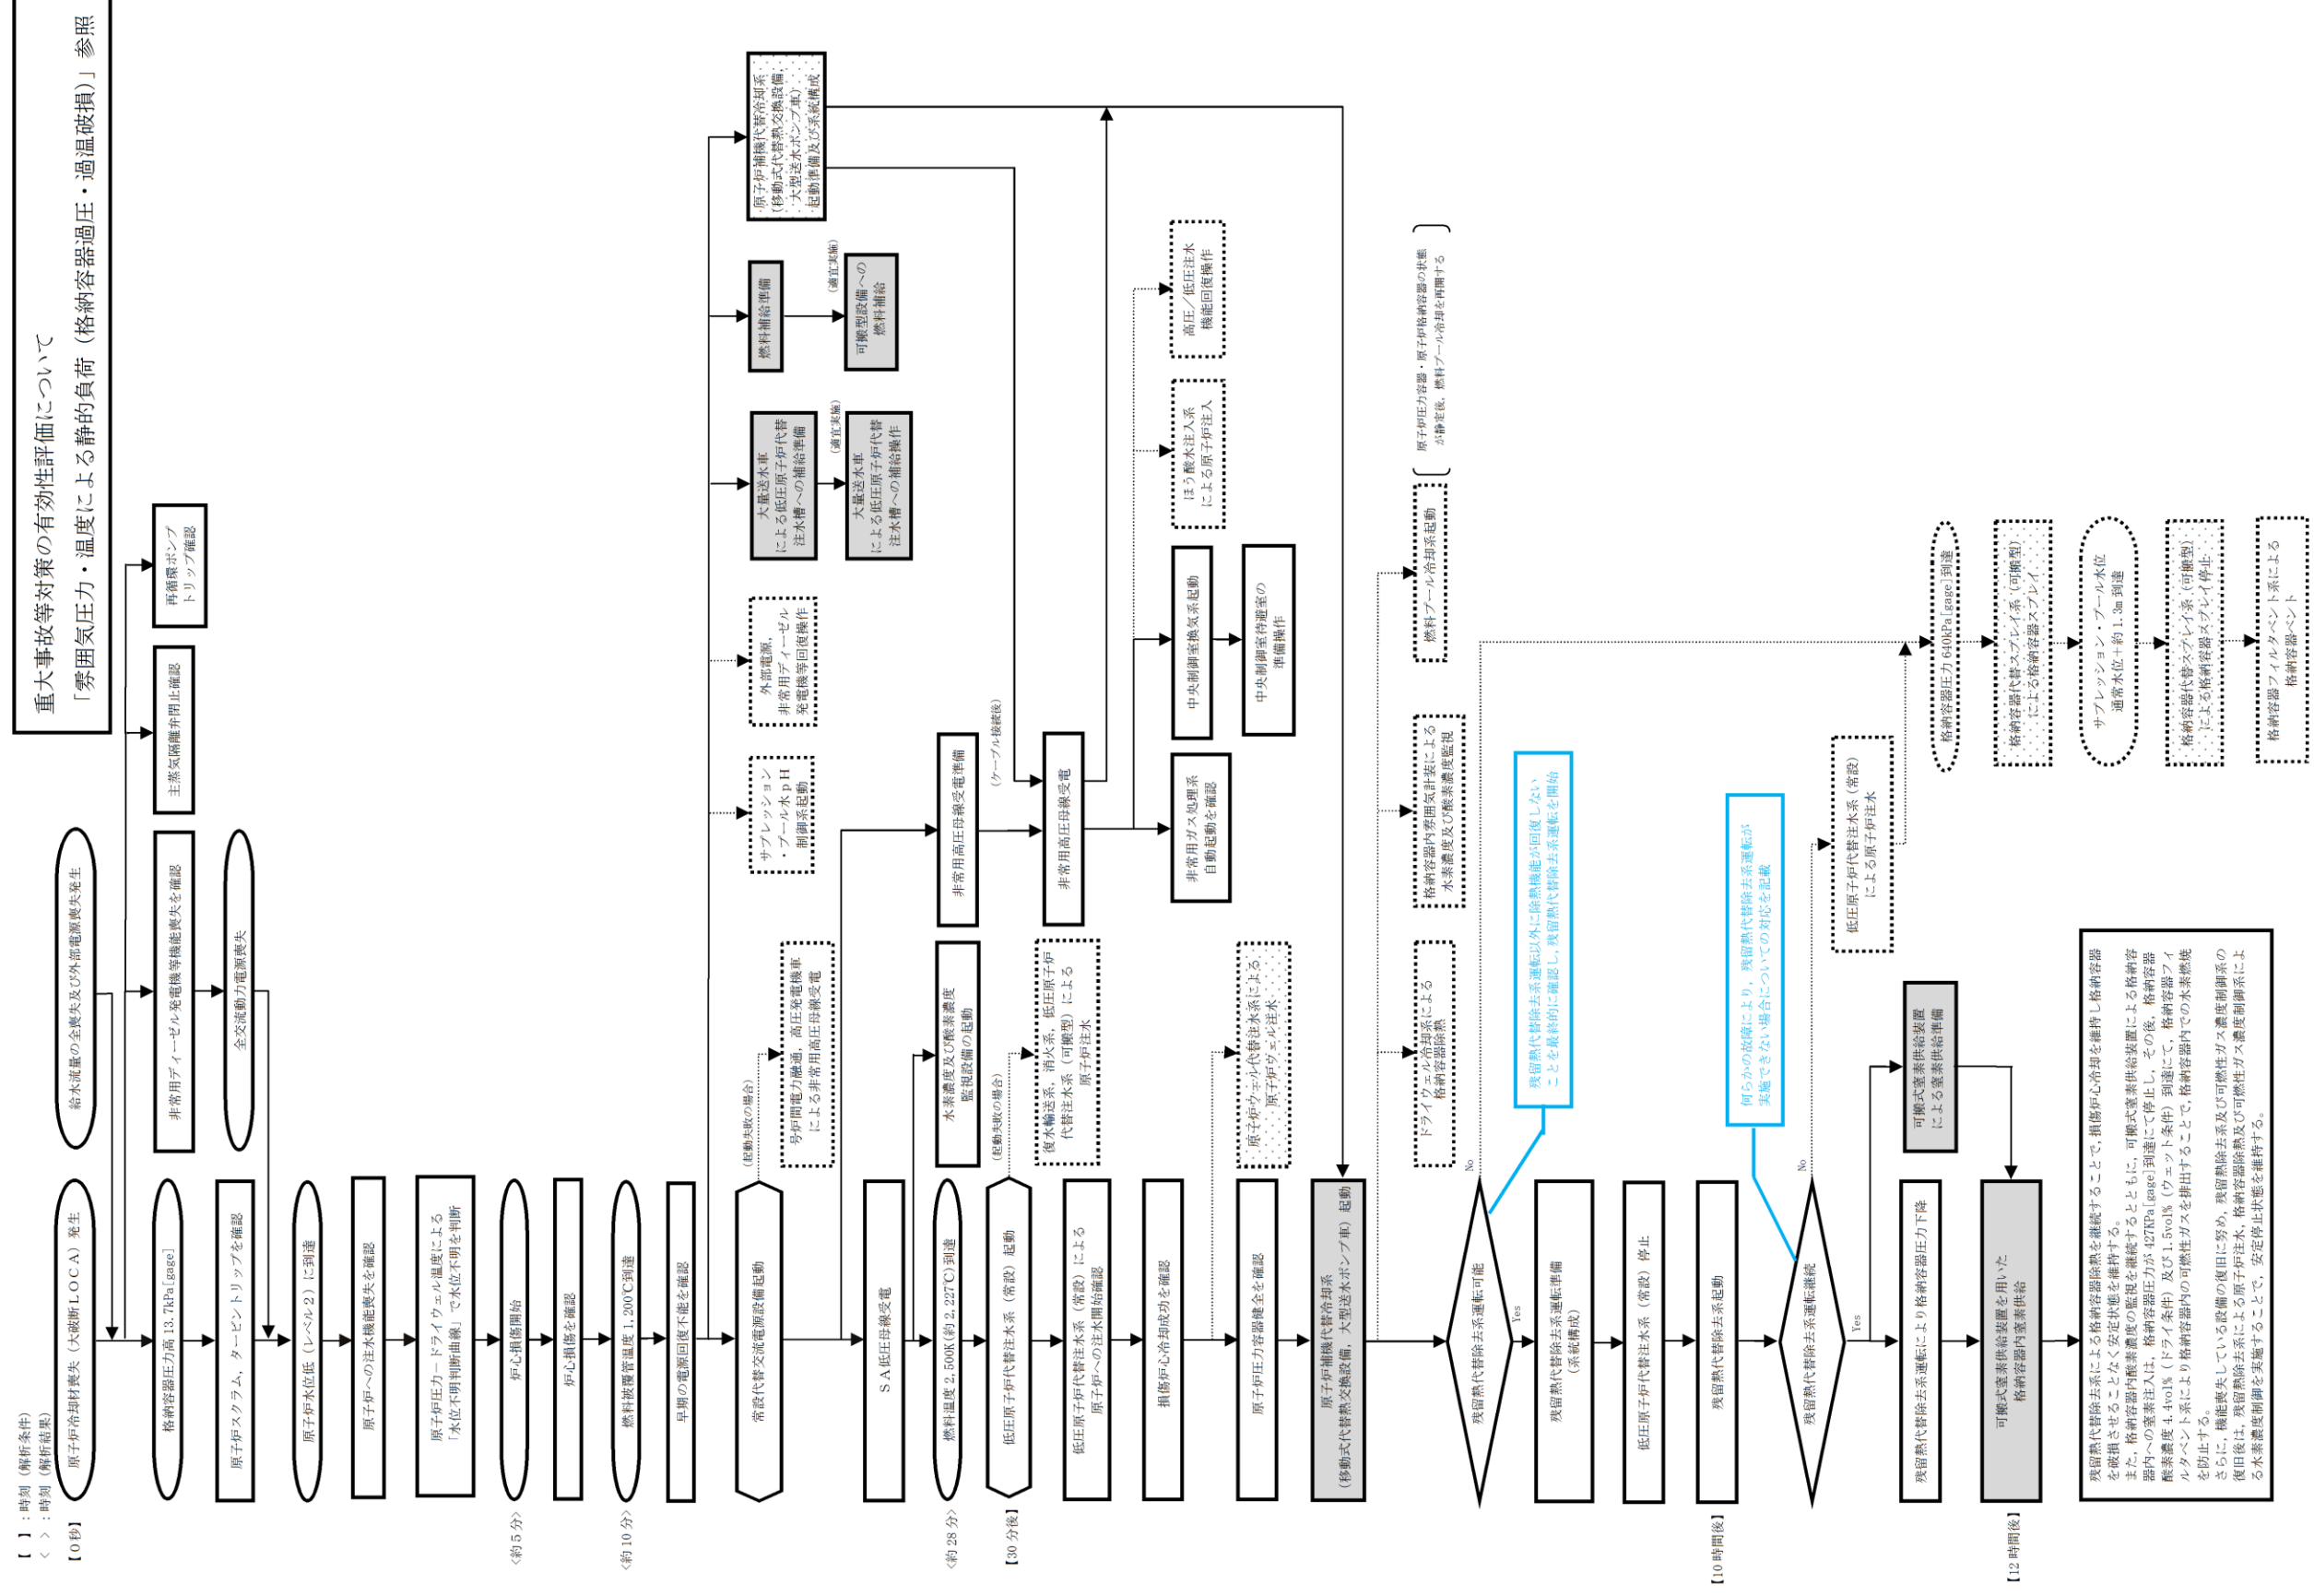 重大事故等対策の有効性評価について
「雰囲気圧力・温度による静的負荷（格納容器過圧・過温破損）」参照
【 】：時刻（解析条件）
< >：時刻（解析結果）
【0秒】
原子炉冷却材喪失（大破断ＬＯＣＡ）発生
給水流量の全喪失及び外部電源喪失発生
格納容器圧力高13.7kPa[gage]
非常用ディーゼル発電機等機能喪失を確認
主蒸気隔離弁閉止確認
再循環ポンプ
トリップ確認
原子炉スクラム，タービントリップを確認
全交流動力電源喪失
原子炉水位低（レベル２）に到達
原子炉への注水機能喪失を確認
原子炉圧力－ドライウェル温度による
「水位不明判断曲線」で水位不明を判断
<約5分>
炉心損傷開始
炉心損傷を確認
<約10分>
燃料被覆管温度1,200℃到達
早期の電源回復不能を確認
常設代替交流電源設備起動
（起動失敗の場合）
号炉間電力融通，高圧発電機車
による非常用高圧母線受電
サプレッション
・プール水ｐＨ
制御系起動
外部電源，
非常用ディーゼル
発電機等回復操作
大量送水車
による低圧原子炉代替
注水槽への補給準備
（適宜実施）
大量送水車
による低圧原子炉代替
注水槽への補給操作
燃料補給準備
（適宜実施）
可搬型設備への
燃料補給
原子炉補機代替冷却系
（移動式代替熱交換設備，
大型送水ポンプ車）
起動準備及び系統構成
ＳＡ低圧母線受電
水素濃度及び酸素濃度
監視設備の起動
非常用高圧母線受電準備
（ケーブル接続後）
非常用高圧母線受電
<約28分>
燃料温度2,500K(約2,227℃)到達
【30分後】
低圧原子炉代替注水系（常設）起動
（起動失敗の場合）
復水輸送系，消火系，低圧原子炉
代替注水系（可搬型）による
原子炉注水
低圧原子炉代替注水系（常設）による
原子炉への注水開始確認
損傷炉心冷却成功を確認
非常用ガス処理系
自動起動を確認
中央制御室換気系起動
中央制御室待避室の
準備操作
ほう酸水注入系
による原子炉注入
高圧／低圧注水
機能回復操作
原子炉ウェル代替注水系による
原子炉ウェル注水
原子炉圧力容器健全を確認
原子炉補機代替冷却系
（移動式代替熱交換設備，大型送水ポンプ車）起動
ドライウェル冷却系による
格納容器除熱
格納容器内雰囲気計装による
水素濃度及び酸素濃度監視
燃料プール冷却系起動
原子炉圧力容器・原子炉格納容器の状態
が静定後，燃料プール冷却を再開する
残留熱代替除去系運転可能
No
Yes
残留熱代替除去系運転以外に除熱機能が回復しない
ことを最終的に確認し，残留熱代替除去系運転を開始
残留熱代替除去系運転準備
（系統構成）
低圧原子炉代替注水系（常設）停止
【10時間後】
残留熱代替除去系起動
何らかの故障により，残留熱代替除去系運転が
実施できない場合についての対応を記載
残留熱代替除去系運転継続
No
Yes
低圧原子炉代替注水系（常設）
による原子炉注水
残留熱代替除去系運転により格納容器圧力下降
可搬式窒素供給装置
による窒素供給準備
【12時間後】
可搬式窒素供給装置を用いた
格納容器内窒素供給
格納容器圧力640kPa[gage]到達
格納容器代替スプレイ系（可搬型）
による格納容器スプレイ
サプレッション・プール水位
通常水位＋約1.3m到達
格納容器代替スプレイ系（可搬型）
による格納容器スプレイ停止
格納容器フィルタベント系による
格納容器ベント
残留熱代替除去系による格納容器除熱を継続することで，損傷炉心冷却を維持し格納容器
を破損させることなく安定状態を維持する。
また，格納容器内酸素濃度の監視を継続するとともに，可搬式窒素供給装置による格納容
器内への窒素注入は，格納容器圧力が427KPa[gage]到達にて停止し，その後，格納容器
酸素濃度4.4vol%（ドライ条件）及び1.5vol%（ウェット条件）到達にて，格納容器フィ
ルタベント系により格納容器内の可燃性ガスを排出することで，格納容器内での水素燃焼
を防止する。
さらに，機能喪失している設備の復旧に努め，残留熱除去系及び可燃性ガス濃度制御系の
復旧後は，残留熱除去系による原子炉注水，格納容器除熱及び可燃性ガス濃度制御系によ
る水素濃度制御を実施することで，安定停止状態を維持する。